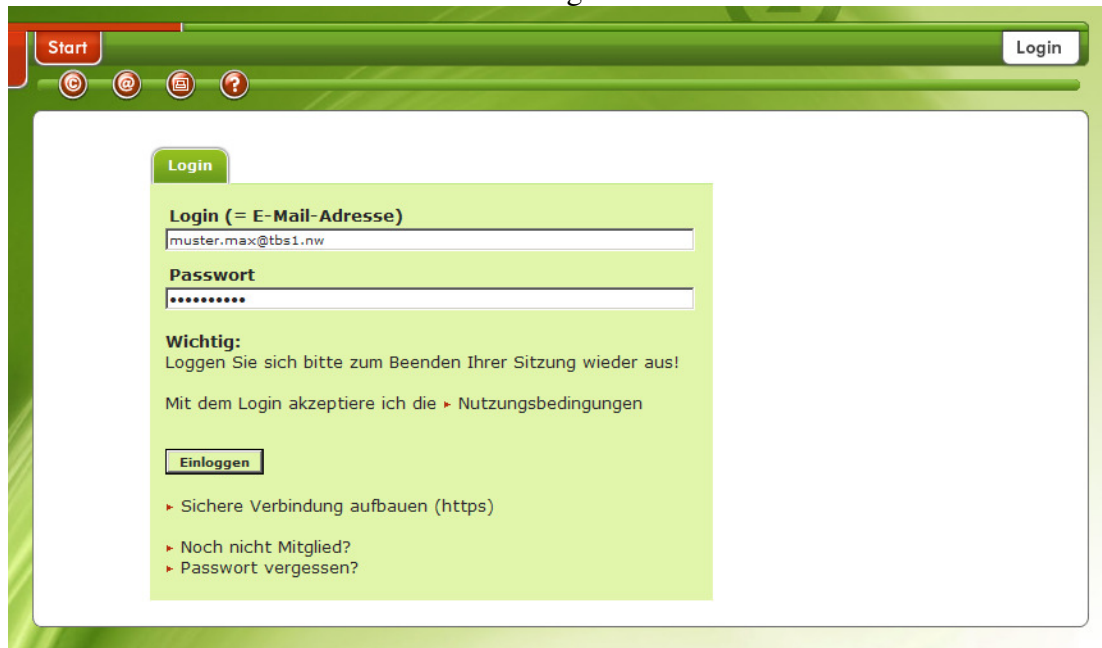 Start
Login
© @ ?
Login
Login (= E-Mail-Adresse)
muster.max@tbs1.nw
Passwort
••••••••••
Wichtig:
Loggen Sie sich bitte zum Beenden Ihrer Sitzung wieder aus!
Mit dem Login akzeptiere ich die ▸ Nutzungsbedingungen
Einloggen
▸ Sichere Verbindung aufbauen (https)
▸ Noch nicht Mitglied?
▸ Passwort vergessen?